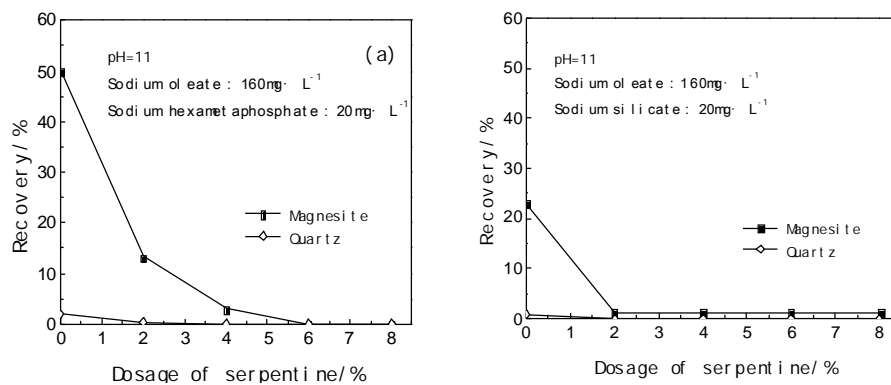 60
50
40
30
20
10
0
Recovery/%
pH=11
(a)
Sodium oleate: 160mg· L⁻¹
Sodium hexametaphosphate: 20mg· L⁻¹
Magnesite
Quartz
0 1 2 3 4 5 6 7 8
Dosage of serpentine/%
60
50
40
30
20
10
0
Recovery/%
pH=11
Sodium oleate: 160mg· L⁻¹
Sodium silicate: 20mg· L⁻¹
Magnesite
Quartz
0 1 2 3 4 5 6 7 8
Dosage of serpentine/%